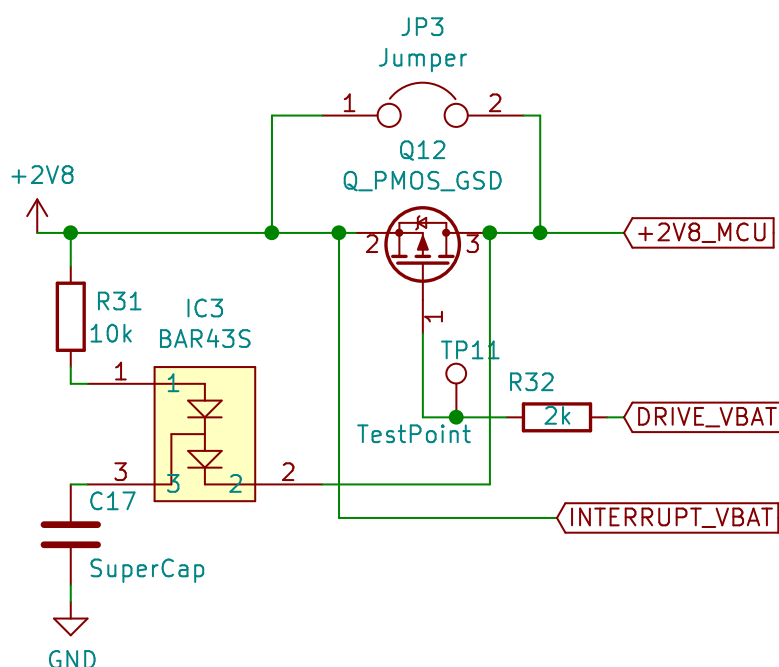 JP3
Jumper
1
2
Q12
Q_PMOS_GSD
+2V8
2
3
+2V8_MCU
1
R31
10k
IC3
BAR43S
TP11
1
1
R32
2k
DRIVE_VBAT
TestPoint
3
3
2
2
C17
INTERRUPT_VBAT
SuperCap
GND